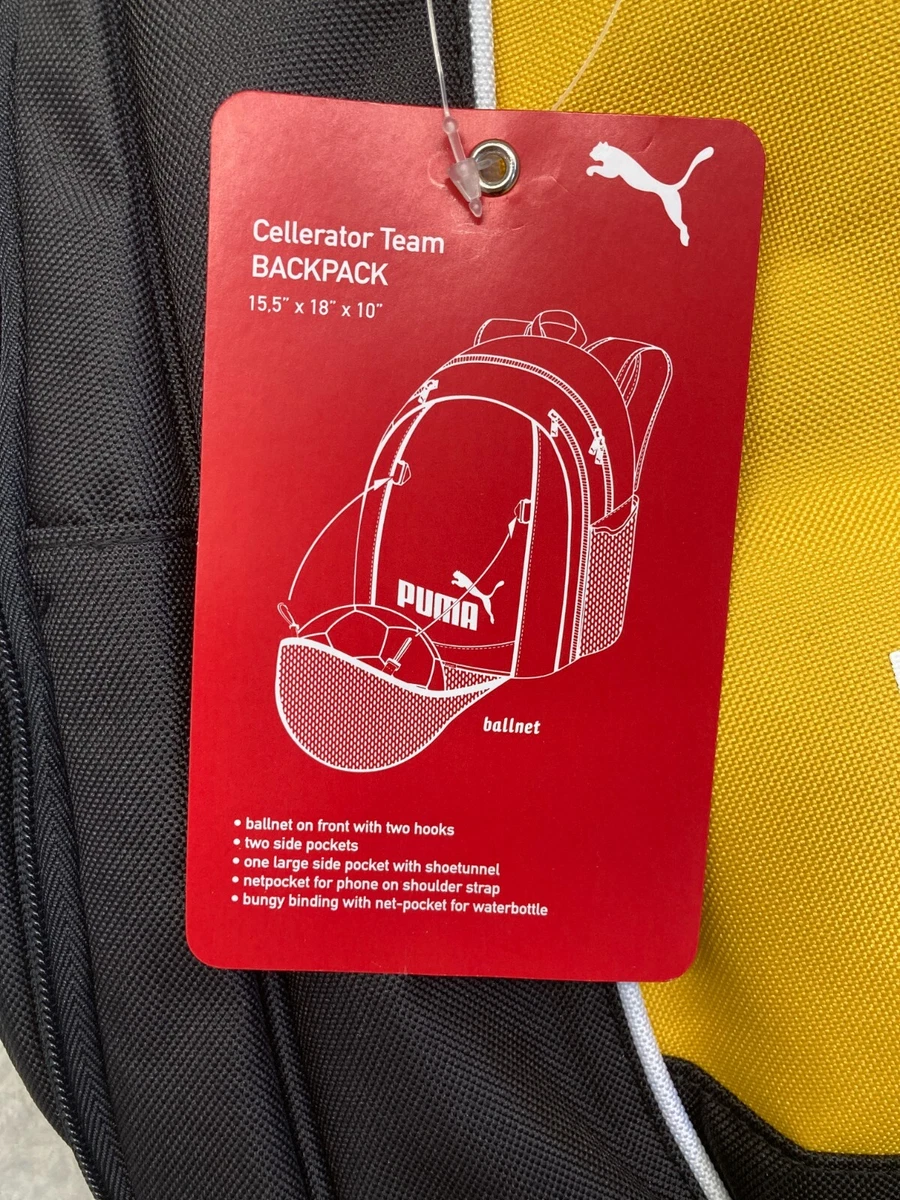 Cellerator Team
BACKPACK
15,5” x 18” x 10”
PUMA
ballnet
• ballnet on front with two hooks
• two side pockets
• one large side pocket with shoetunnel
• netpocket for phone on shoulder strap
• bungy binding with net-pocket for waterbottle